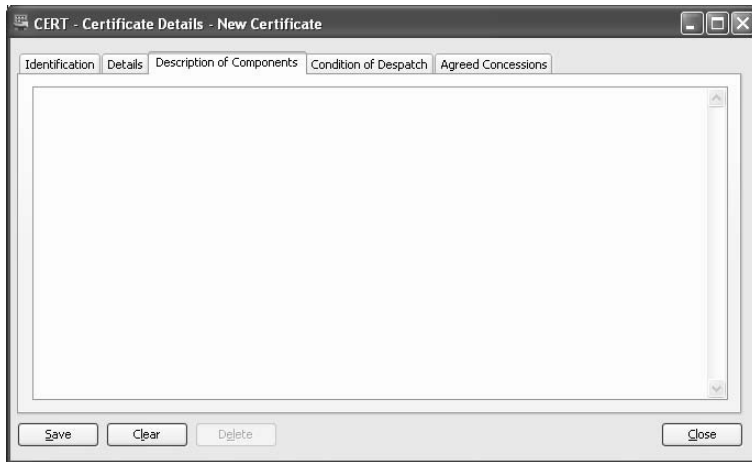 CERT - Certificate Details - New Certificate
Identification Details Description of Components Condition of Despatch Agreed Concessions
Save Clear Delete Close